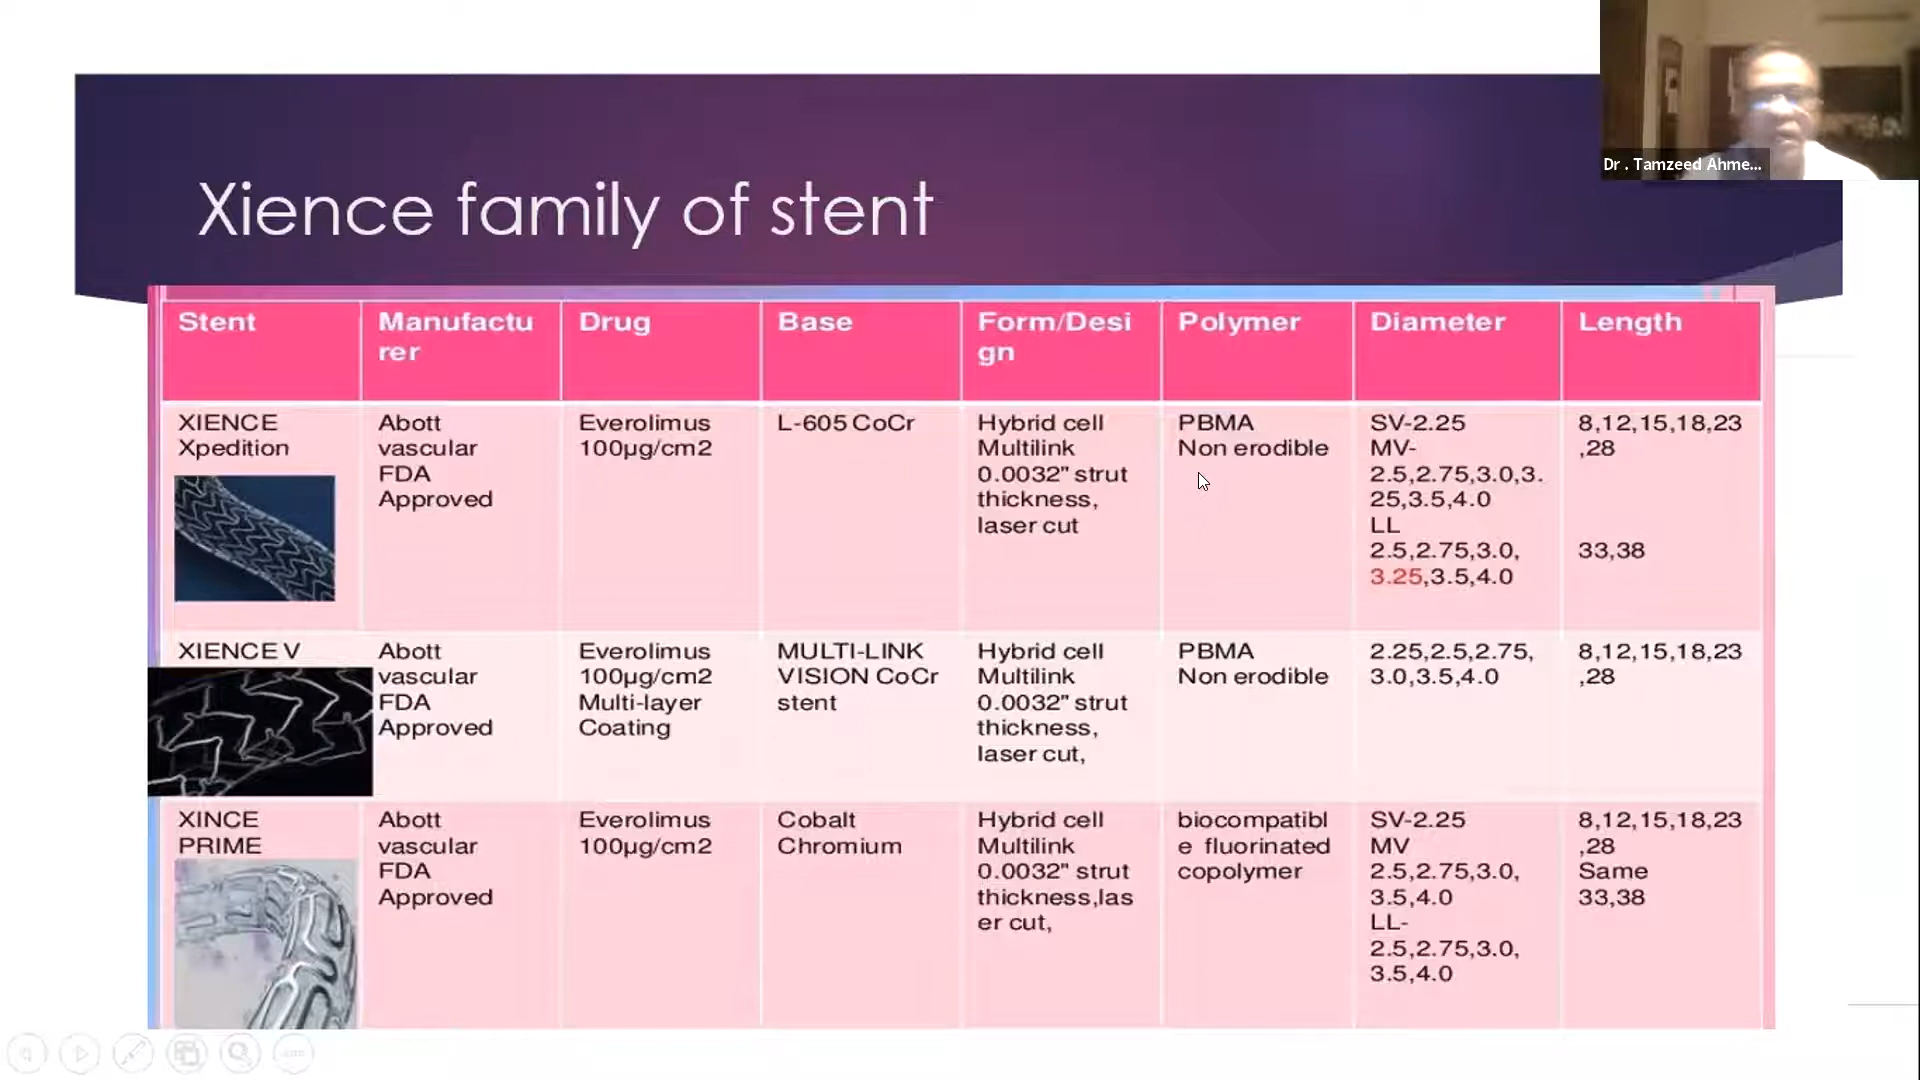 Dr . Tamzeed Ahme...
Xience family of stent
Stent
Manufactu
rer
Drug
Base
Form/Desi
gn
Polymer
Diameter
Length
XIENCE
Xpedition
Abott
vascular
FDA
Approved
Everolimus
100µg/cm2
L-605 CoCr
Hybrid cell
Multilink
0.0032" strut
thickness,
laser cut
PBMA
Non erodible
SV-2.25
MV-
2.5,2.75,3.0,3.
25,3.5,4.0
LL
2.5,2.75,3.0,
3.25,3.5,4.0
8,12,15,18,23
,28
33,38
XIENCE V
Abott
vascular
FDA
Approved
Everolimus
100µg/cm2
Multi-layer
Coating
MULTI-LINK
VISION CoCr
stent
Hybrid cell
Multilink
0.0032" strut
thickness,
laser cut,
PBMA
Non erodible
2.25,2.5,2.75,
3.0,3.5,4.0
8,12,15,18,23
,28
XINCE
PRIME
Abott
vascular
FDA
Approved
Everolimus
100µg/cm2
Cobalt
Chromium
Hybrid cell
Multilink
0.0032" strut
thickness,las
er cut,
biocompatibl
e fluorinated
copolymer
SV-2.25
MV
2.5,2.75,3.0,
3.5,4.0
LL-
2.5,2.75,3.0,
3.5,4.0
8,12,15,18,23
,28
Same
33,38